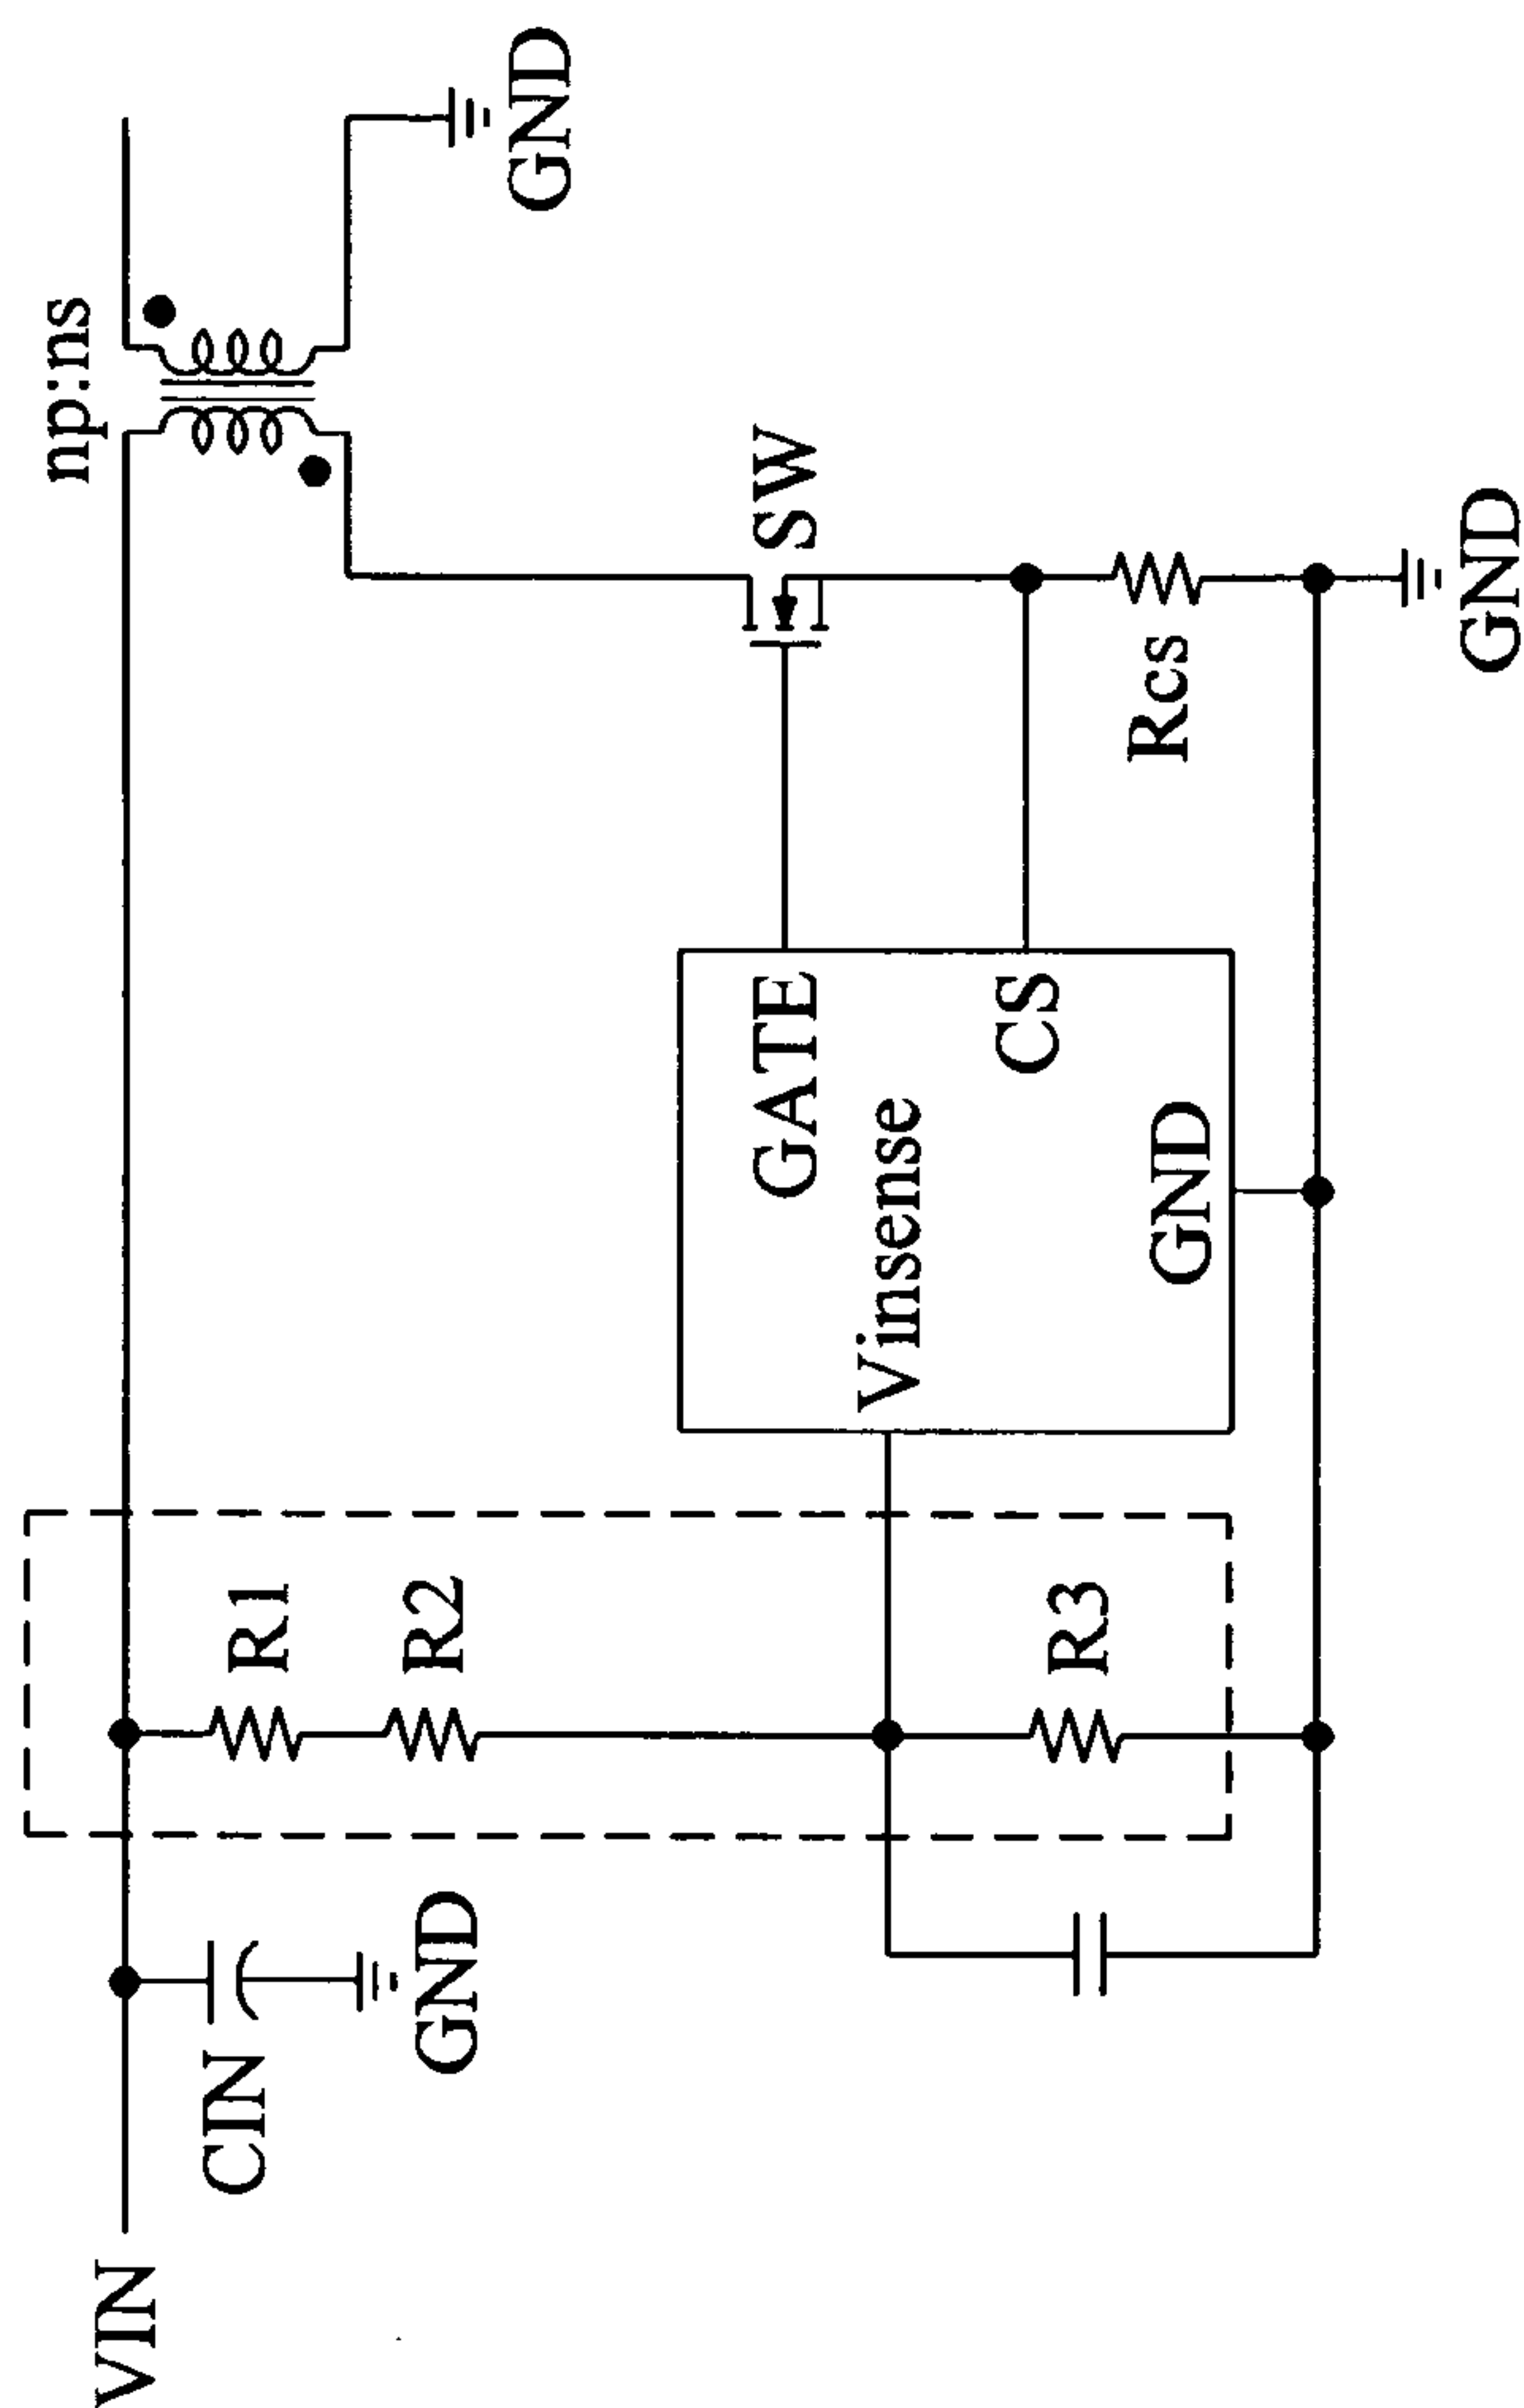 np:ns
VIN
CIN
GND
R1
R2
R3
GATE
Vinsense
CS
GND
SW
Rcs
GND
GND